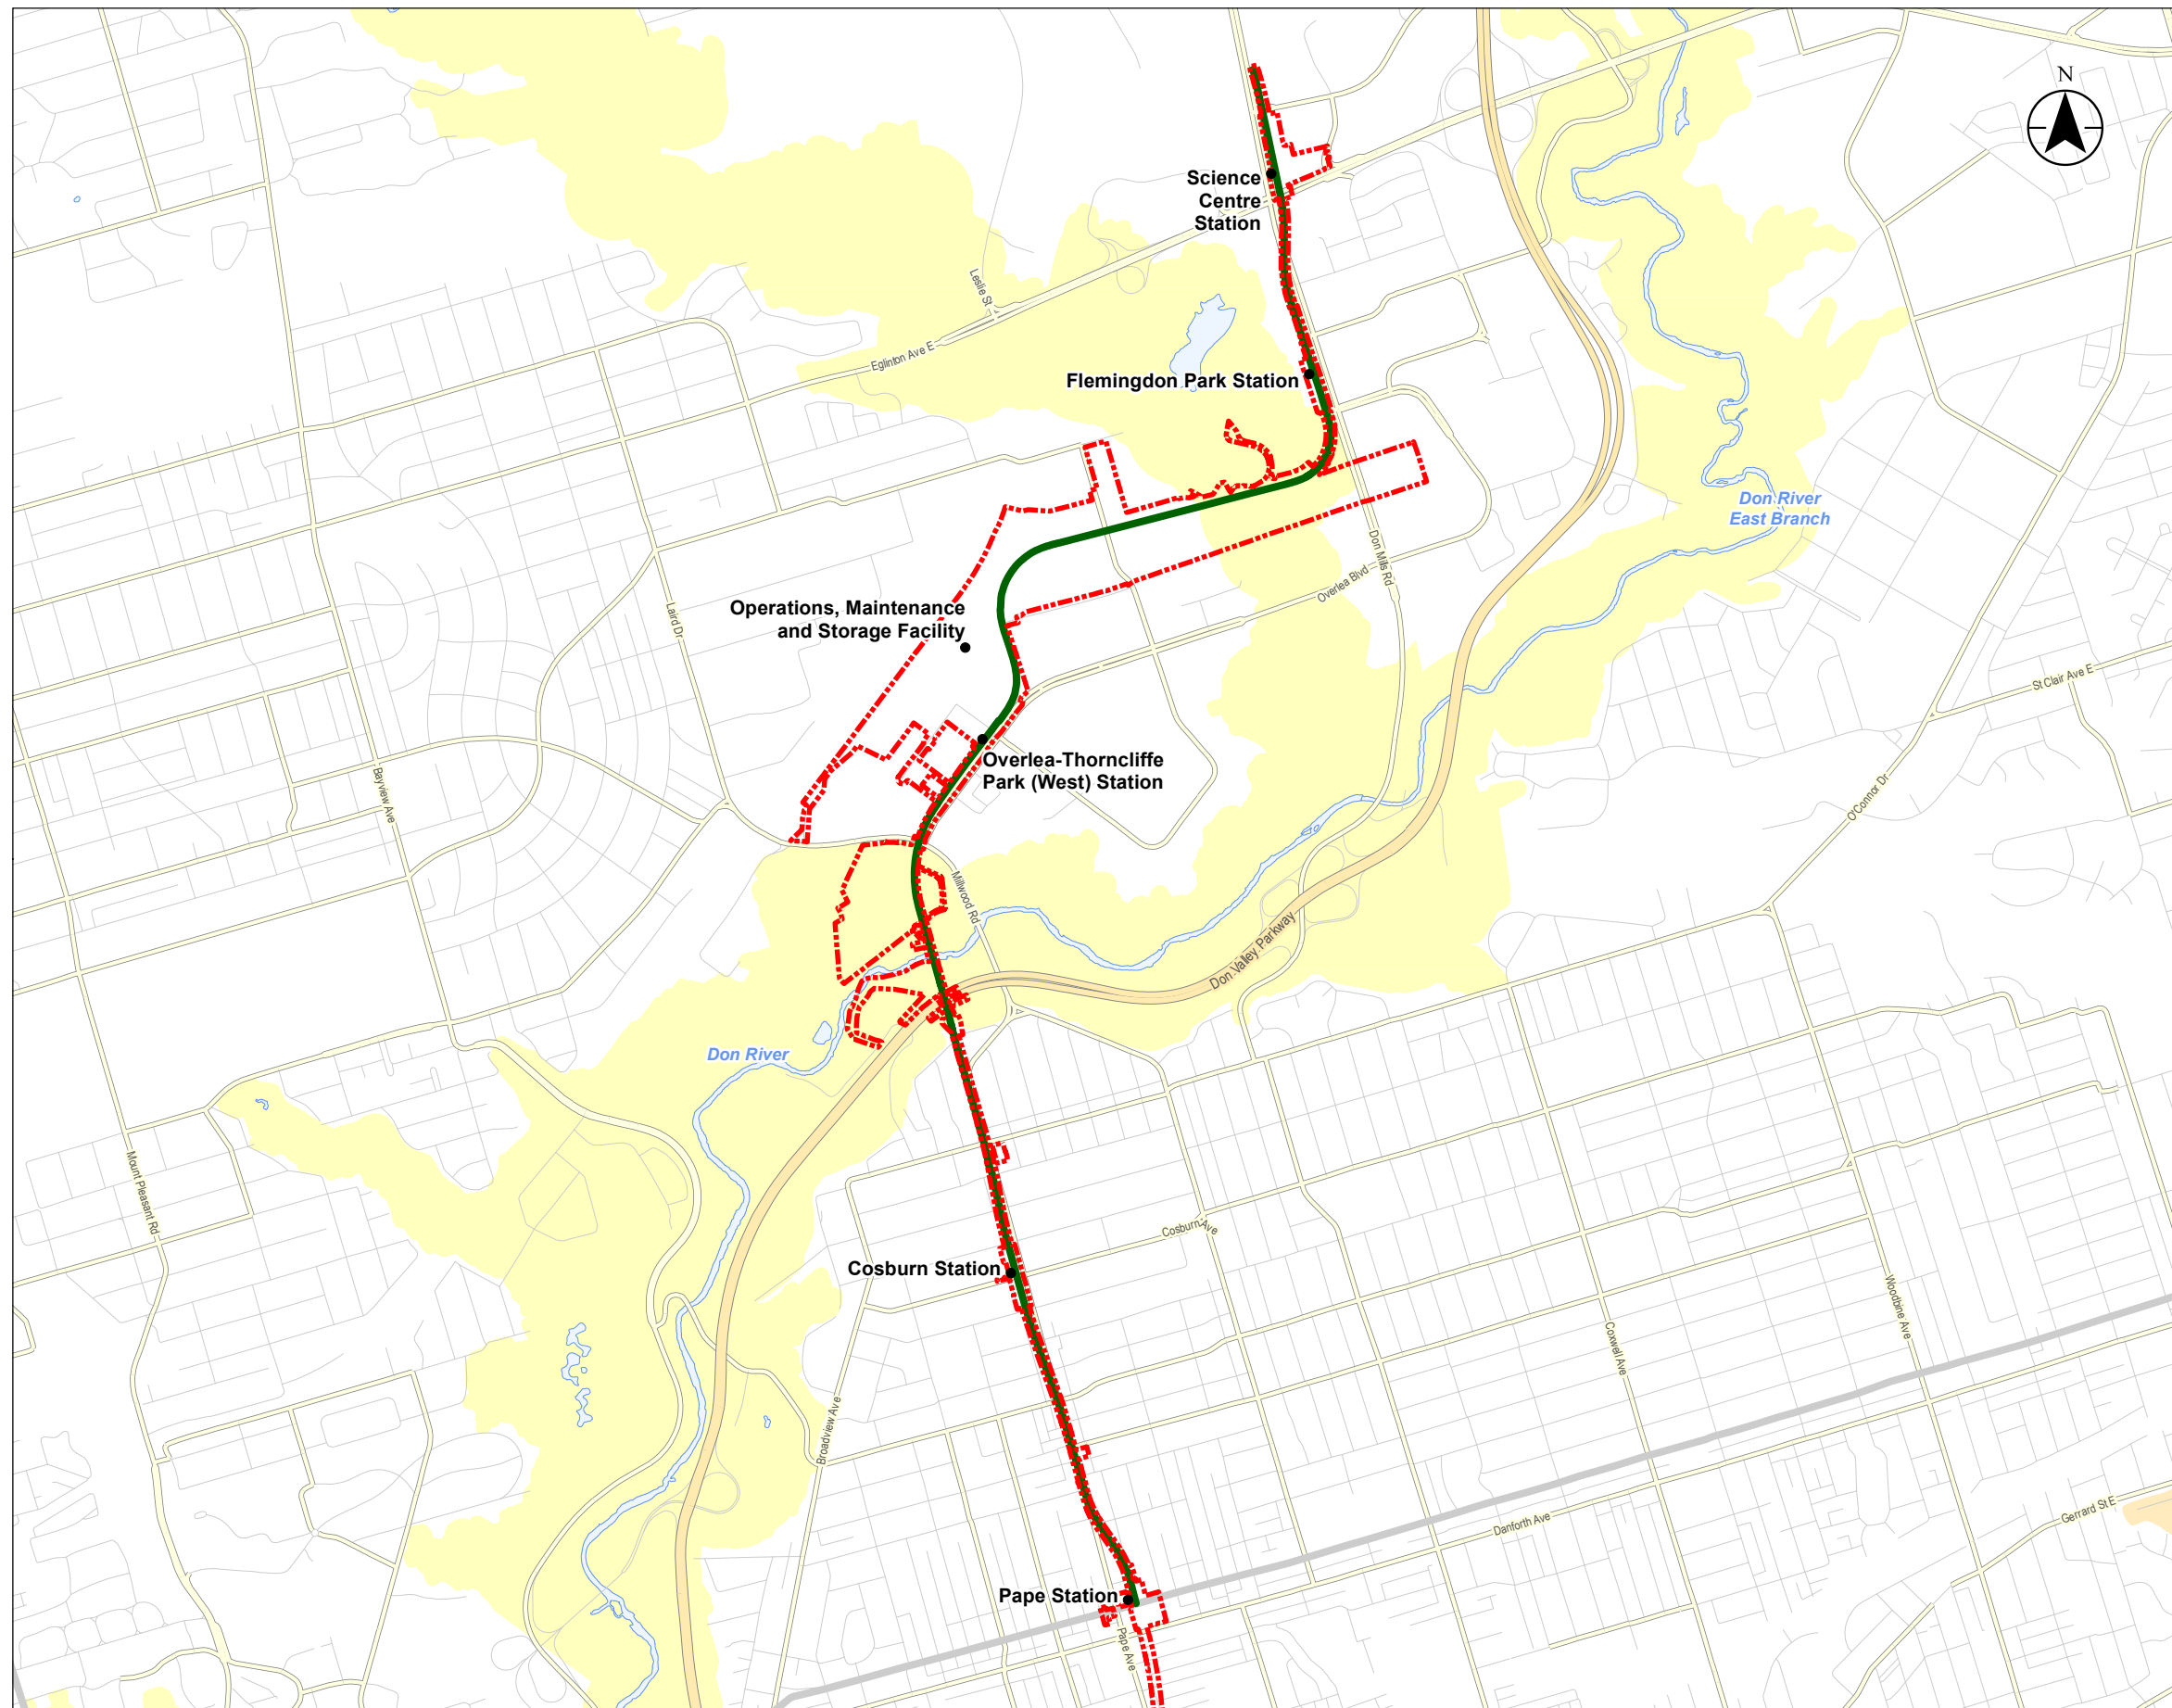 N
Science
Centre
Station
Leslie St
Eglinton Ave E
Flemingdon Park Station
Don River
East Branch
Don Mills Rd
Overlea Blvd
Operations, Maintenance
and Storage Facility
Laird Dr
St Clair Ave E
Overlea-Thorncliffe
Park (West) Station
Bayview Ave
O'Connor Dr
Millwood Rd
Don Valley Parkway
Don River
Mount Pleasant Rd
Cosburn Ave
Cosburn Station
Woodbine Ave
Coxwell Ave
Broadview Ave
Danforth Ave
Gerrard St E
Pape Station
Pape Ave